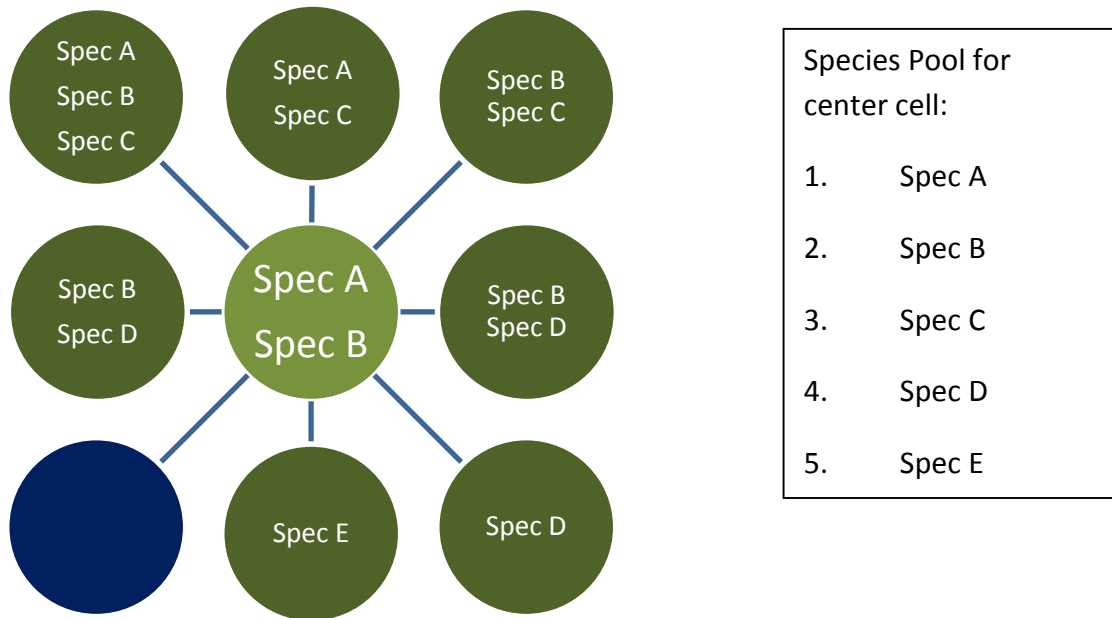 Spec A
Spec B
Spec C
Spec A
Spec C
Spec B
Spec C
Spec B
Spec D
Spec A
Spec B
Spec B
Spec D
Spec E
Spec D
Species Pool for
center cell:
1. Spec A
2. Spec B
3. Spec C
4. Spec D
5. Spec E